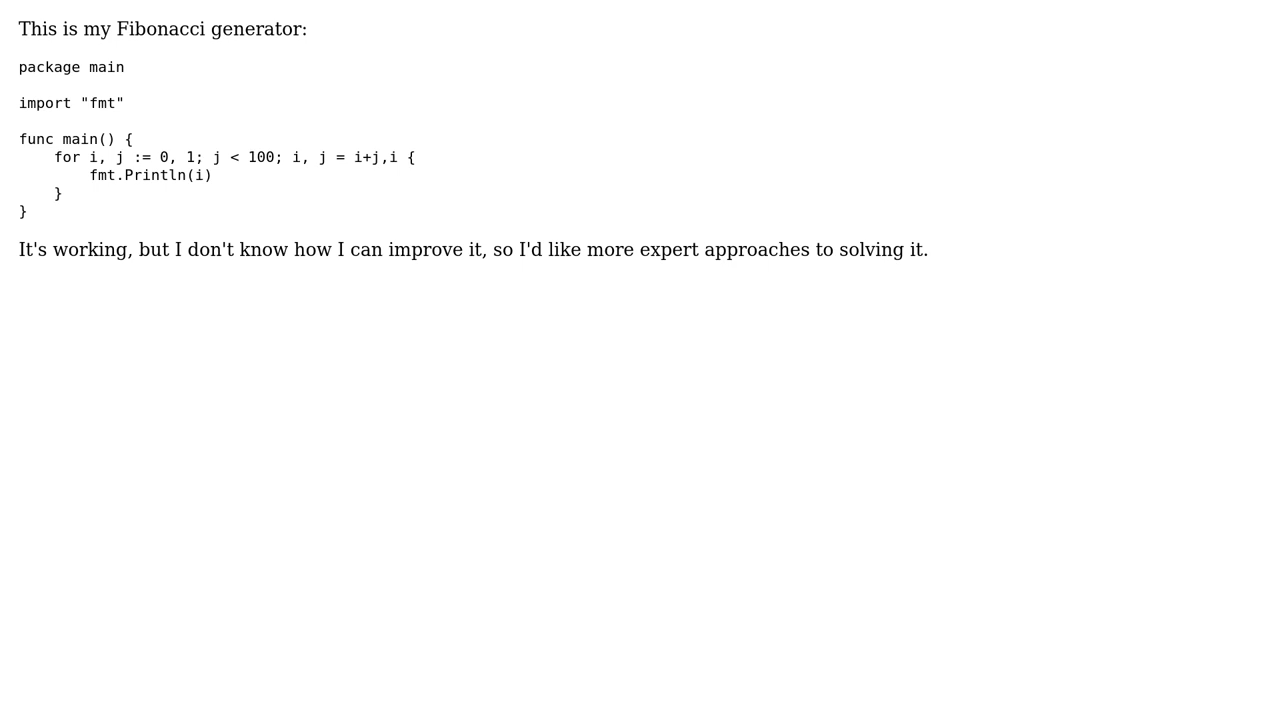 This is my Fibonacci generator:
package main
import "fmt"
func main() {
    for i, j := 0, 1; j < 100; i, j = i+j,i {
        fmt.Println(i)
    }
}
It's working, but I don't know how I can improve it, so I'd like more expert approaches to solving it.